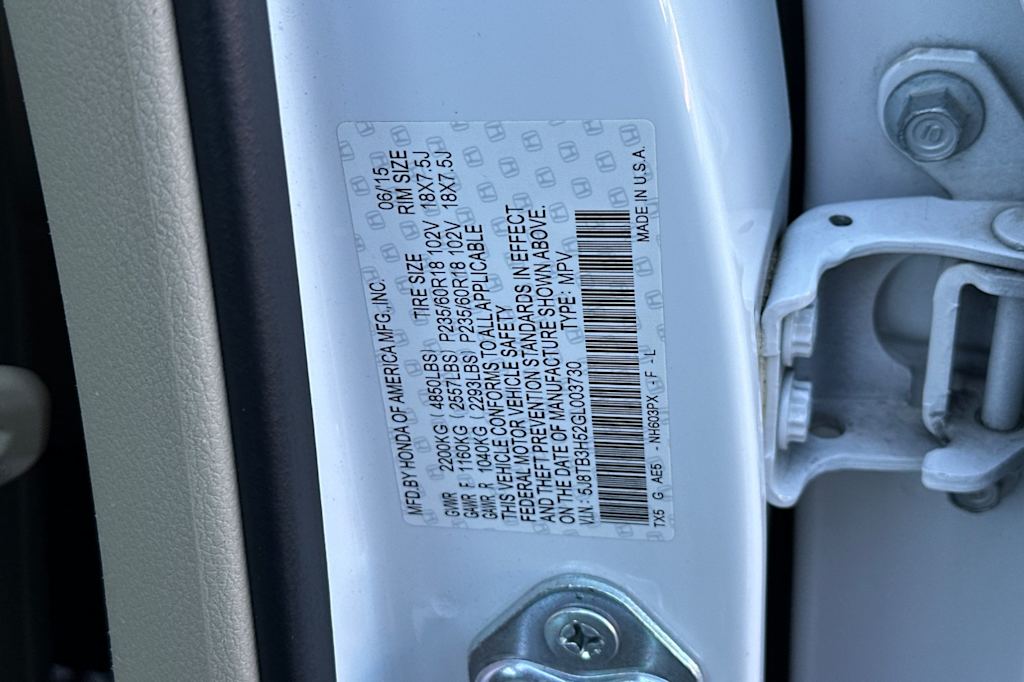 MFD.BY HONDA OF AMERICA MFG.,INC. 06/15
TIRE SIZE RIM SIZE
GVWR 2200KG ( 4850LBS)
GAWR F 1160KG ( 2557LBS) P235/60R18 102V 18X7.5J
GAWR R 1040KG ( 2293LBS) P235/60R18 102V 18X7.5J
THIS VEHICLE CONFORMS TO ALL APPLICABLE
FEDERAL MOTOR VEHICLE SAFETY
AND THEFT PREVENTION STANDARDS IN EFFECT
ON THE DATE OF MANUFACTURE SHOWN ABOVE.
V.I.N.: 5J8TB3H52GL003730 TYPE: MPV
TX5 G AE5 - NH603PX - F - L MADE IN U.S.A.